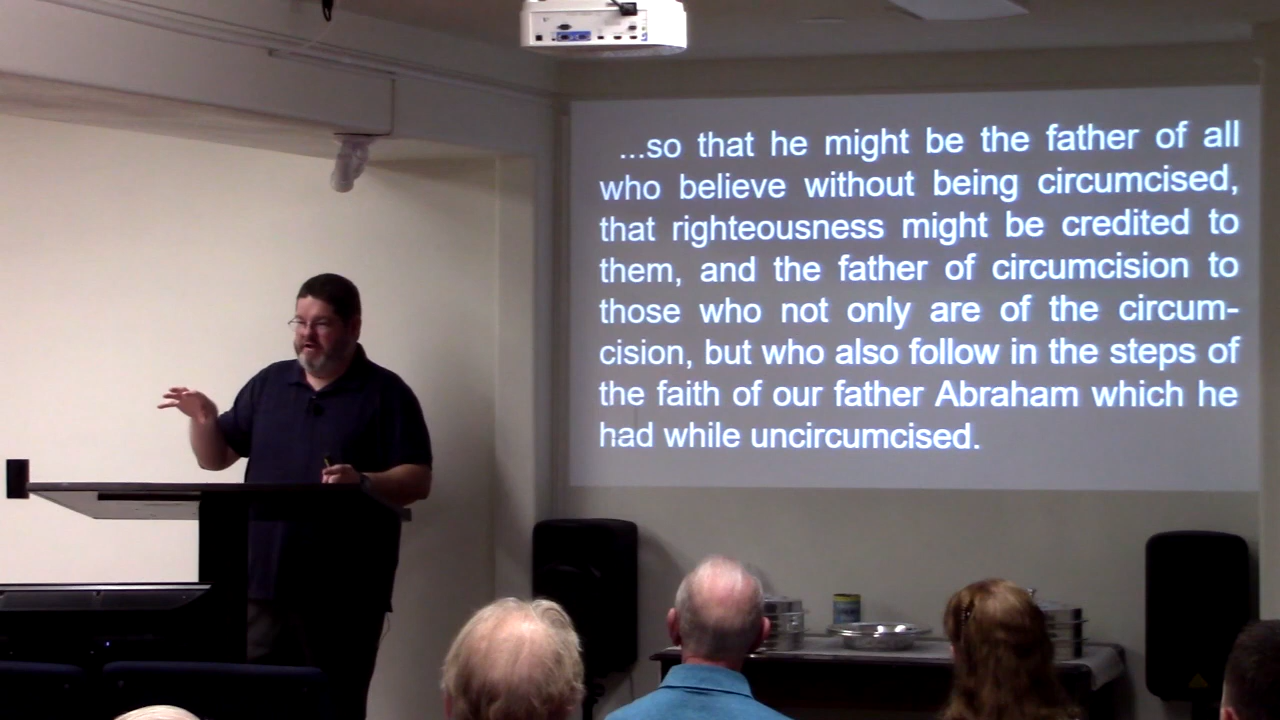 ...so that he might be the father of all
who believe without being circumcised,
that righteousness might be credited to
them, and the father of circumcision to
those who not only are of the circum-
cision, but who also follow in the steps of
the faith of our father Abraham which he
had while uncircumcised.